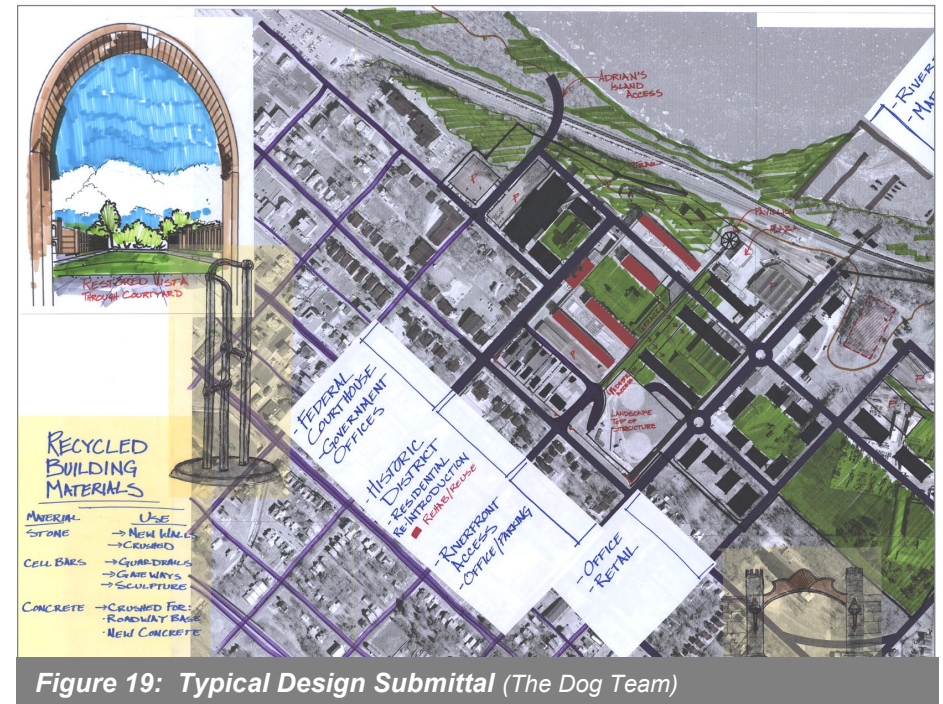 ADRIAN'S
ISLAND
ACCESS
- RIVER
TRAIL
PAVILION
PLAZA
RESTORED VISTA
THROUGH COURTYARD
P
P
P
P
LANDSCAPE
TOP OF
STRUCTURE
- FEDERAL
COURTHOUSE
- GOVERNMENT
OFFICES
- HISTORIC
DISTRICT
- RESIDENTIAL
RE-INTRODUCTION
REHAB/REUSE
- RIVERFRONT
ACCESS
- OFFICE/PARKING
- OFFICE
- RETAIL
RECYCLED
BUILDING
MATERIALS
MATERIAL USE
STONE → NEW WALLS
→ CRUSHED
CELL BARS → GUARDRAILS
→ GATEWAYS
→ SCULPTURE
CONCRETE → CRUSHED FOR:
- ROADWAY BASE
- NEW CONCRETE
Figure 19: Typical Design Submittal (The Dog Team)